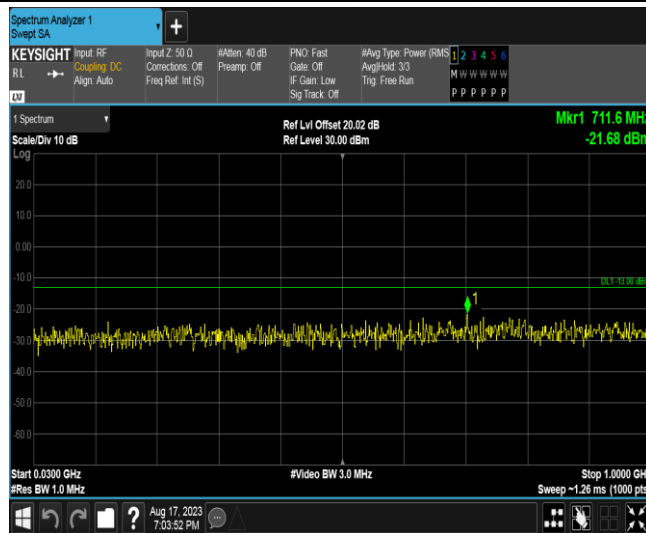 Spectrum Analyzer 1
Swept SA
+
KEYSIGHT
RL
LXI
Input: RF
Coupling: DC
Align: Auto
Input Z: 50 Ω
Corrections: Off
Freq Ref: Int (S)
#Atten: 40 dB
Preamp: Off
PNO: Fast
Gate: Off
IF Gain: Low
Sig Track: Off
#Avg Type: Power (RMS
Avg|Hold: 3/3
Trig: Free Run
1 2 3 4 5 6
M W W W W W
P P P P P P
1 Spectrum
Scale/Div 10 dB
Log
Ref Lvl Offset 20.02 dB
Ref Level 30.00 dBm
Mkr1 711.6 MHz
-21.68 dBm
20.0
10.0
0.00
-10.0
DL1 -13.00 dBm
1
-20.0
-30.0
-40.0
-50.0
-60.0
Start 0.0300 GHz
#Res BW 1.0 MHz
#Video BW 3.0 MHz
Stop 1.0000 GHz
Sweep ~1.26 ms (1000 pts)
?
Aug 17, 2023
7:03:52 PM